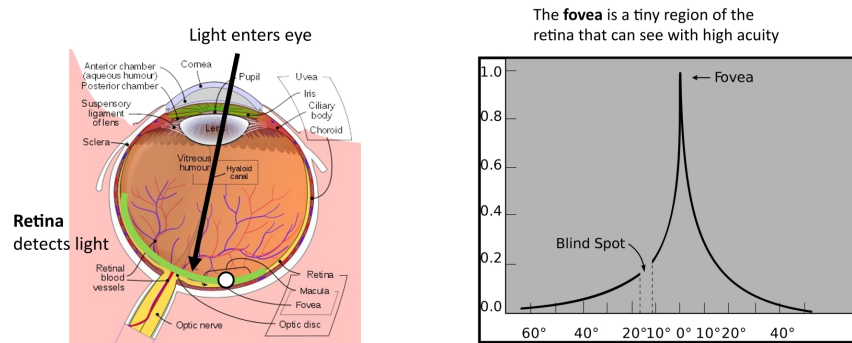 Light enters eye
Anterior chamber
(aqueous humour)
Posterior chamber
Cornea
Pupil
Uvea
Iris
Ciliary
body
Choroid
Suspensory
ligament
of lens
Lens
Sclera
Vitreous
humour
Hyaloid
canal
Retina
detects light
Retinal
blood
vessels
Retina
Macula
Fovea
Optic nerve
Optic disc
The fovea is a tiny region of the
retina that can see with high acuity
1.0
Fovea
0.8
0.6
0.4
Blind Spot
0.2
0.0
60° 40° 20° 10° 0° 10° 20° 40°